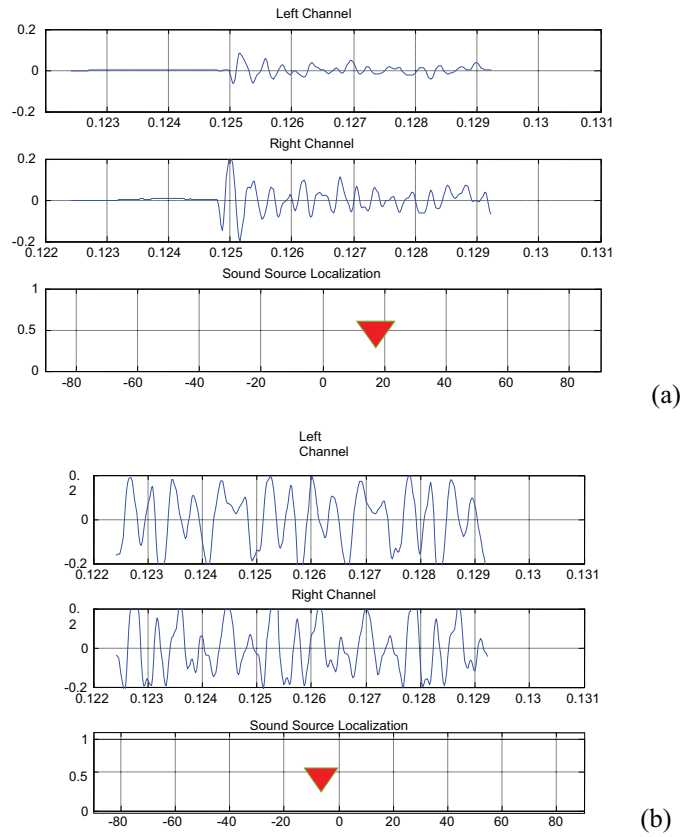 Left Channel
0.2
0
-0.2
0.123 0.124 0.125 0.126 0.127 0.128 0.129 0.13 0.131
Right Channel
0.2
0
-0.2
0.122 0.123 0.124 0.125 0.126 0.127 0.128 0.129 0.13 0.131
Sound Source Localization
1
0.5
0
-80 -60 -40 -20 0 20 40 60 80
(a)
Left
Channel
0.
2
0
-0.2
0.122 0.123 0.124 0.125 0.126 0.127 0.128 0.129 0.13 0.131
Right Channel
0.
2
0
-0.2
0.122 0.123 0.124 0.125 0.126 0.127 0.128 0.129 0.13 0.131
Sound Source Localization
1
0.5
0
-80 -60 -40 -20 0 20 40 60 80
(b)